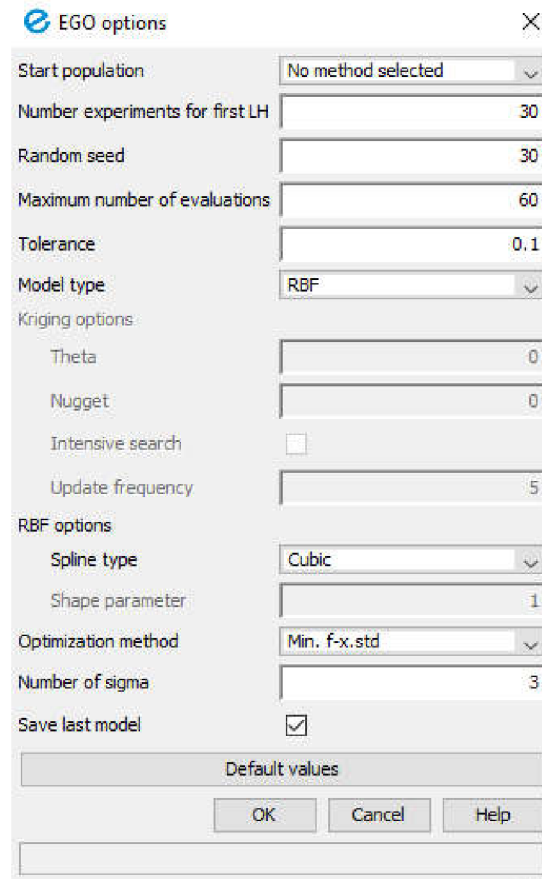 EGO options
Start population No method selected
Number experiments for first LH 30
Random seed 30
Maximum number of evaluations 60
Tolerance 0.1
Model type RBF
Kriging options
Theta 0
Nugget 0
Intensive search
Update frequency 5
RBF options
Spline type Cubic
Shape parameter 1
Optimization method Min. f-x.std
Number of sigma 3
Save last model
Default values
OK Cancel Help